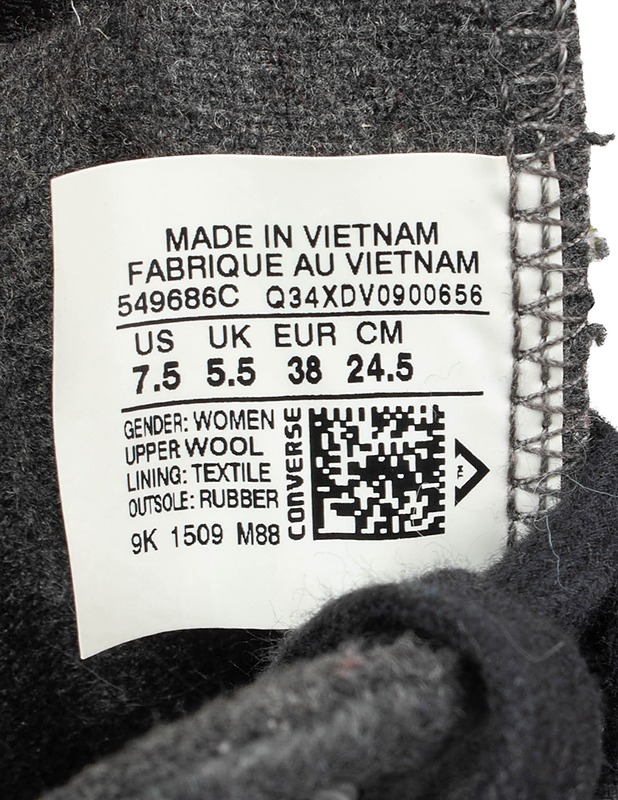 MADE IN VIETNAM
FABRIQUE AU VIETNAM
549686C Q34XDV0900656
US UK EUR CM
7.5 5.5 38 24.5
GENDER: WOMEN
UPPER: WOOL
LINING: TEXTILE
OUTSOLE: RUBBER
9K 1509 M88
CONVERSE
TM